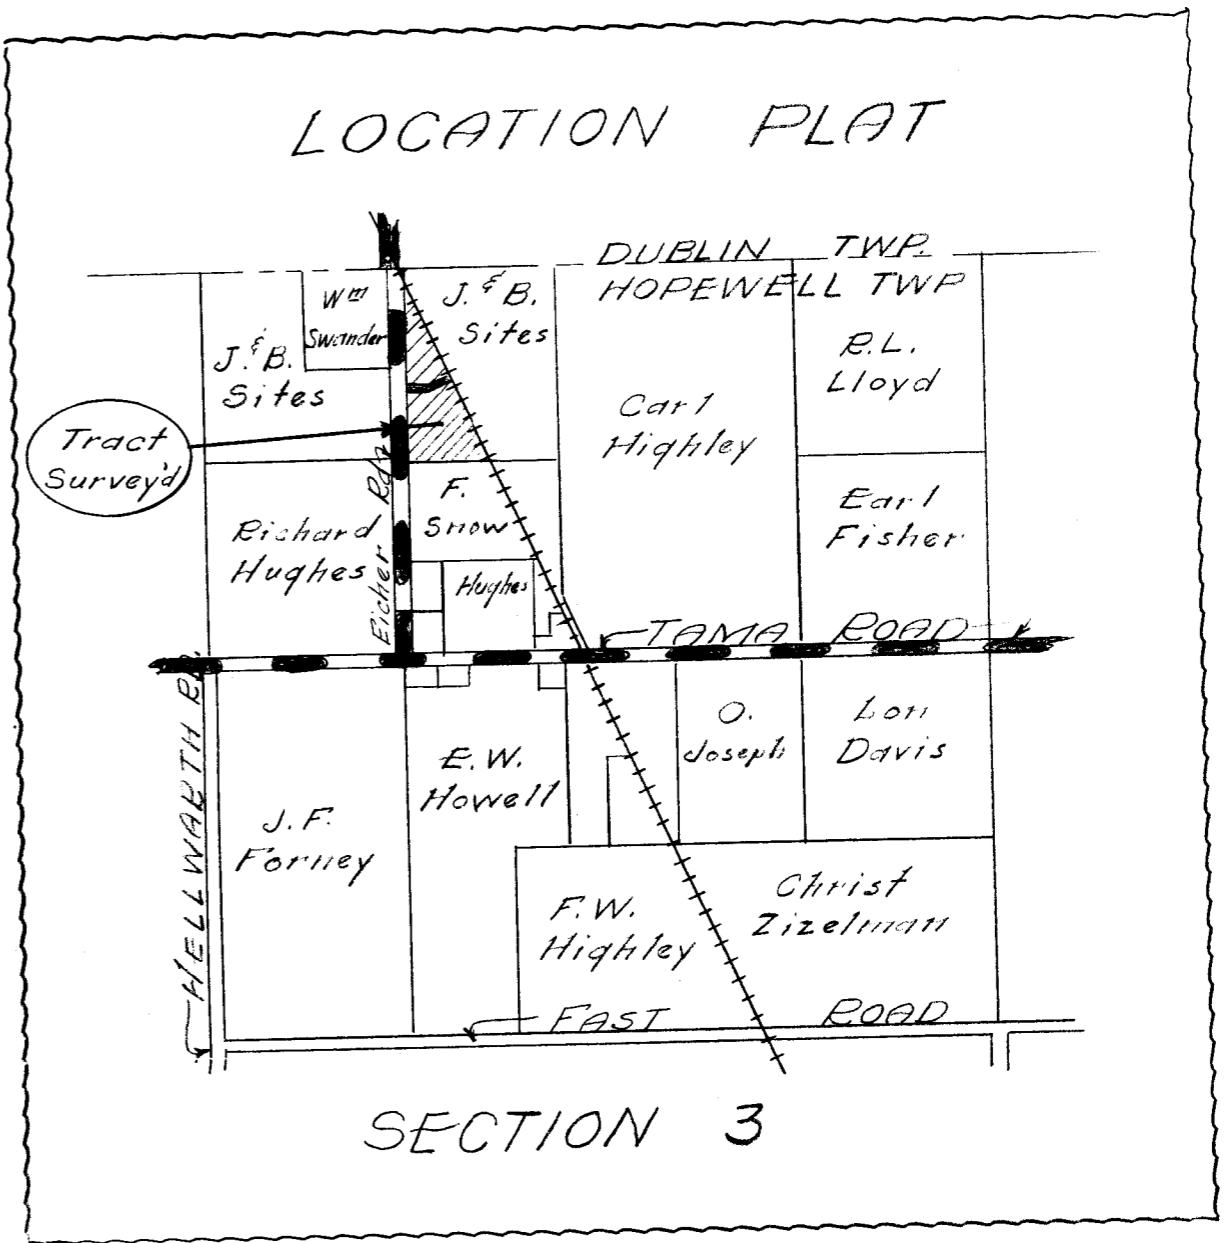 LOCATION PLAT
DUBLIN TWP.
HOPEWELL TWP
Wm
Swander
J. & B.
Sites
J. & B.
Sites
R.L.
Lloyd
Carl
Highley
Tract
Survey'd
Earl
Fisher
F.
Snow
Richard
Hughes
Hughes
Eicher Rd.
TAMA ROAD
HELLWARTH RD.
O.
Joseph
Lon
Davis
E.W.
Howell
J.F.
Forney
Christ
Zizelman
F.W.
Highley
FAST ROAD
SECTION 3